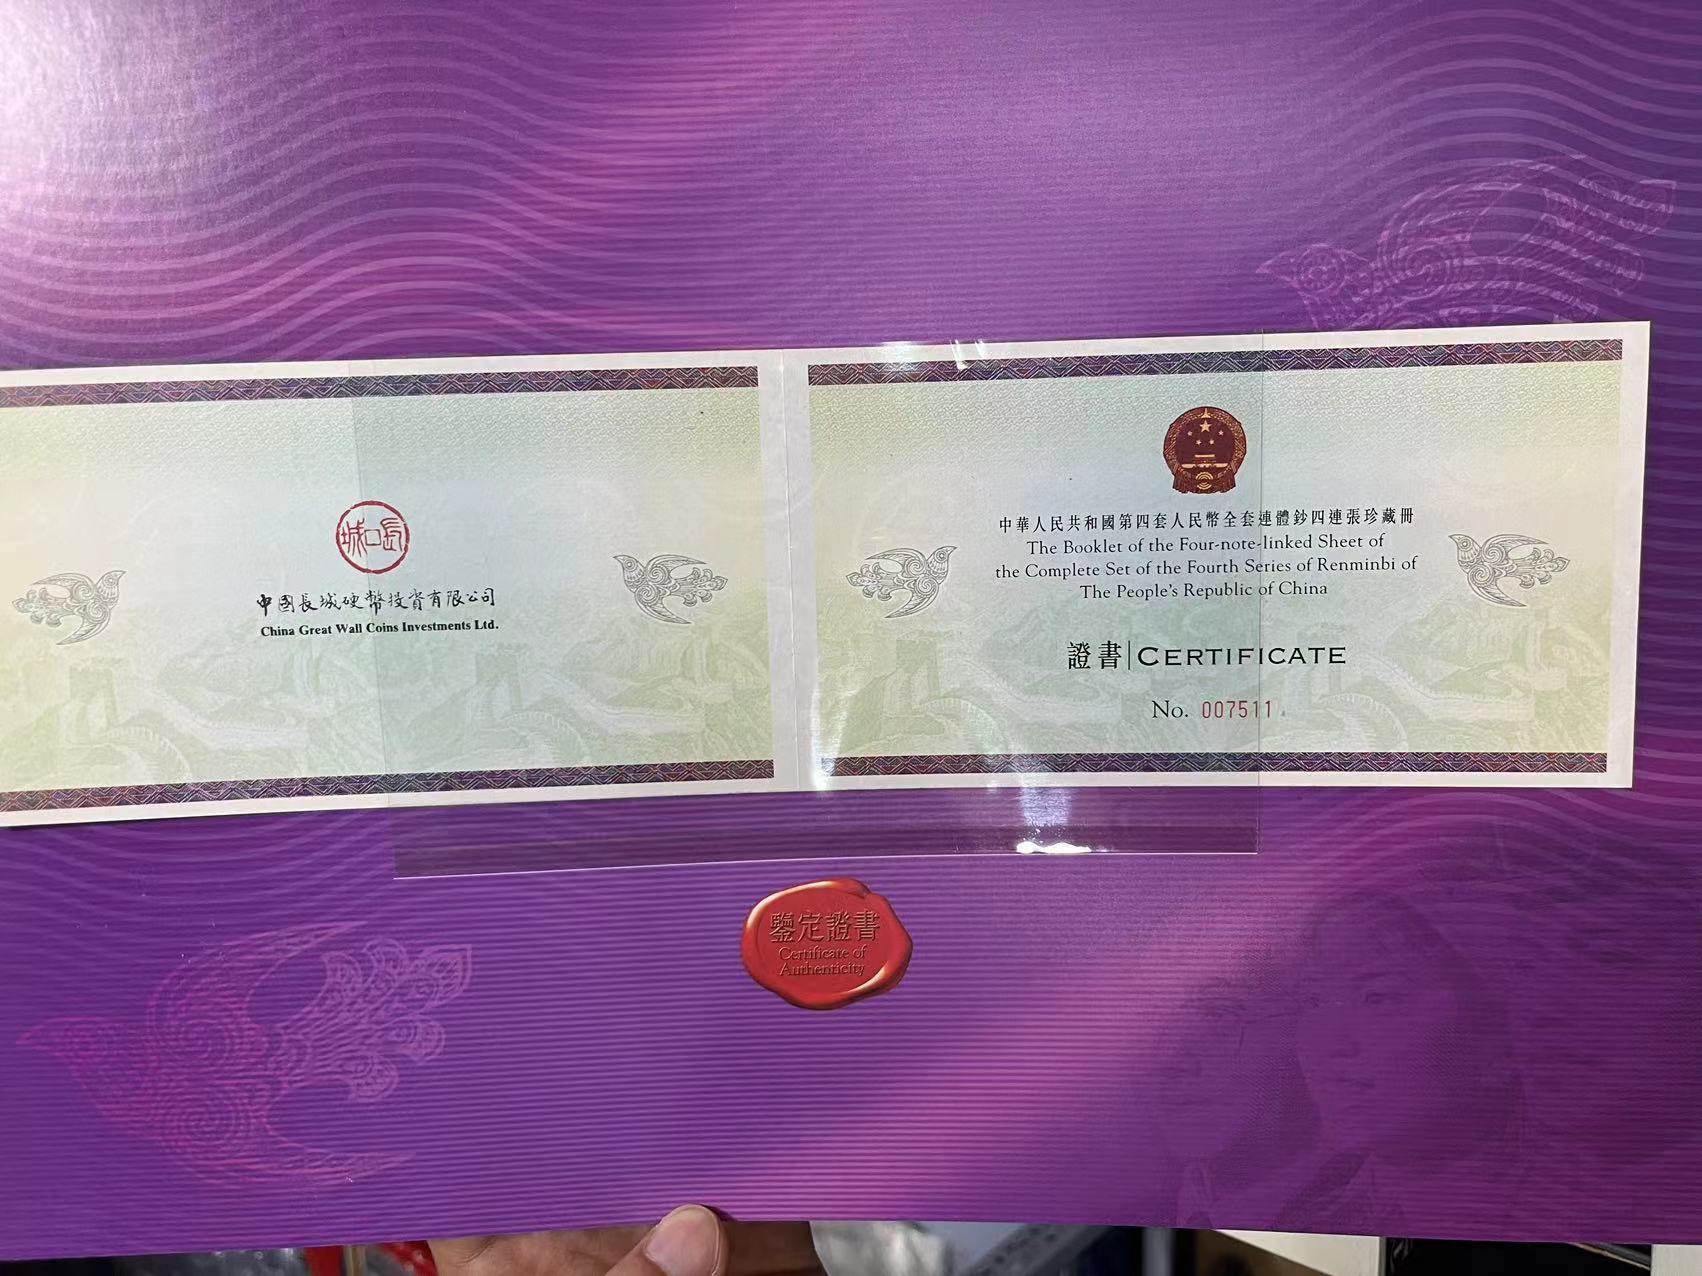 城口長
中國長城硬幣投資有限公司
China Great Wall Coins Investments Ltd.
中華人民共和國第四套人民幣全套連體鈔四連張珍藏冊
The Booklet of the Four-note-linked Sheet of
the Complete Set of the Fourth Series of Renminbi of
The People's Republic of China
證書|CERTIFICATE
No. 007511
鑒定證書
Certificate of
Authenticity